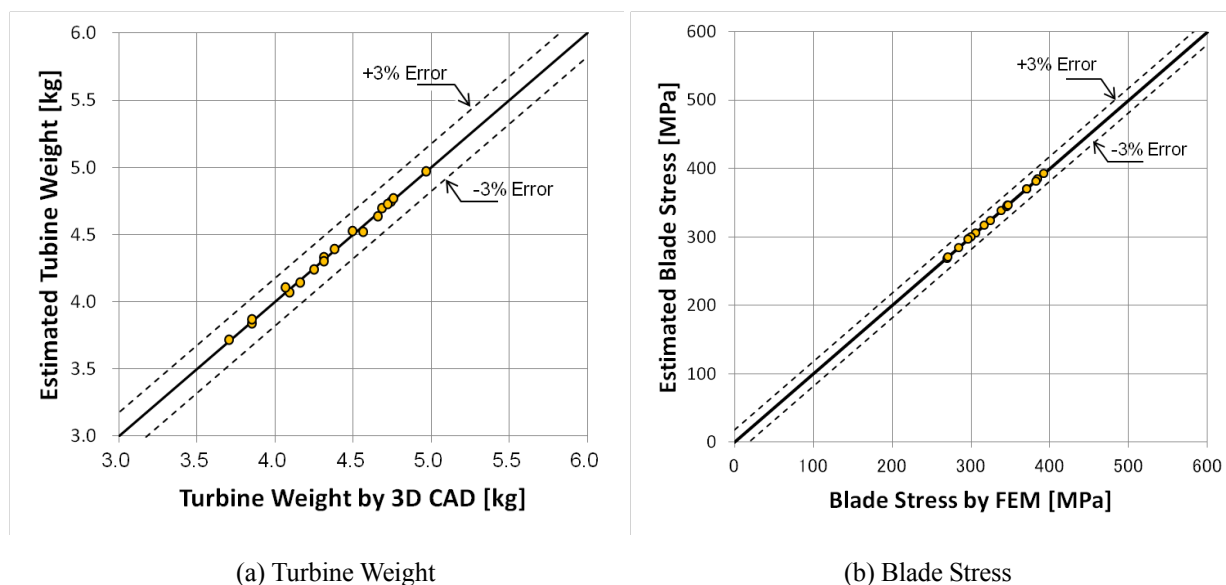 6.0
5.5
5.0
4.5
4.0
3.5
3.0
Estimated Turbine Weight [kg]
+3% Error
-3% Error
3.0 3.5 4.0 4.5 5.0 5.5 6.0
Turbine Weight by 3D CAD [kg]
(a) Turbine Weight
600
500
400
300
200
100
0
Estimated Blade Stress [MPa]
+3% Error
-3% Error
0 100 200 300 400 500 600
Blade Stress by FEM [MPa]
(b) Blade Stress